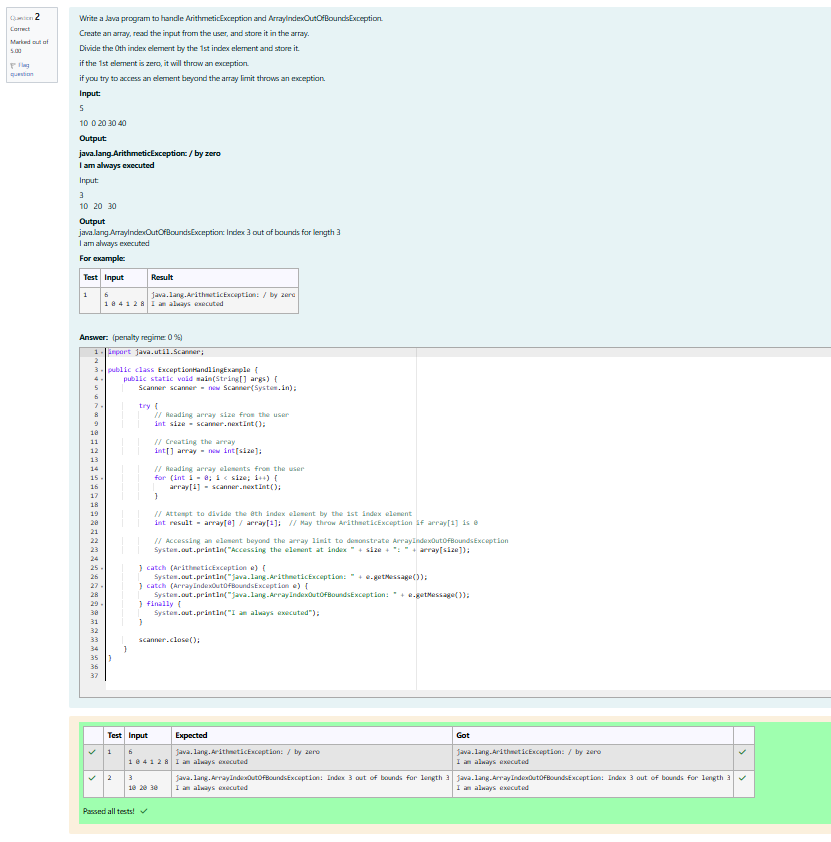 Question 2
Correct
Marked out of
5.00
Flag
question
Write a Java program to handle ArithmeticException and ArrayIndexOutOfBoundsException.
Create an array, read the input from the user, and store it in the array.
Divide the 0th index element by the 1st index element and store it.
if the 1st element is zero, it will throw an exception.
if you try to access an element beyond the array limit throws an exception.
Input:
5
10 0 20 30 40
Output:
java.lang.ArithmeticException: / by zero
I am always executed
Input:
3
10 20 30
Output
java.lang.ArrayIndexOutOfBoundsException: Index 3 out of bounds for length 3
I am always executed
For example:
Test Input Result
1 6 java.lang.ArithmeticException: / by zero
1 0 4 1 2 8 I am always executed
Answer: (penalty regime: 0 %)
1 import java.util.Scanner;
2
3 public class ExceptionHandlingExample {
4 public static void main(String[] args) {
5 Scanner scanner = new Scanner(System.in);
6
7 try {
8 // Reading array size from the user
9 int size = scanner.nextInt();
10
11 // Creating the array
12 int[] array = new int[size];
13
14 // Reading array elements from the user
15 for (int i = 0; i < size; i++) {
16 array[i] = scanner.nextInt();
17 }
18
19 // Attempt to divide the 0th index element by the 1st index element
20 int result = array[0] / array[1]; // May throw ArithmeticException if array[1] is 0
21
22 // Accessing an element beyond the array limit to demonstrate ArrayIndexOutOfBoundsException
23 System.out.println("Accessing the element at index " + size + ": " + array[size]);
24
25 } catch (ArithmeticException e) {
26 System.out.println("java.lang.ArithmeticException: " + e.getMessage());
27 } catch (ArrayIndexOutOfBoundsException e) {
28 System.out.println("java.lang.ArrayIndexOutOfBoundsException: " + e.getMessage());
29 } finally {
30 System.out.println("I am always executed");
31 }
32
33 scanner.close();
34 }
35 }
36
37
Test Input Expected Got
1 6 java.lang.ArithmeticException: / by zero java.lang.ArithmeticException: / by zero
1 0 4 1 2 8 I am always executed I am always executed
2 3 java.lang.ArrayIndexOutOfBoundsException: Index 3 out of bounds for length 3 java.lang.ArrayIndexOutOfBoundsException: Index 3 out of bounds for length 3
10 20 30 I am always executed I am always executed
Passed all tests!